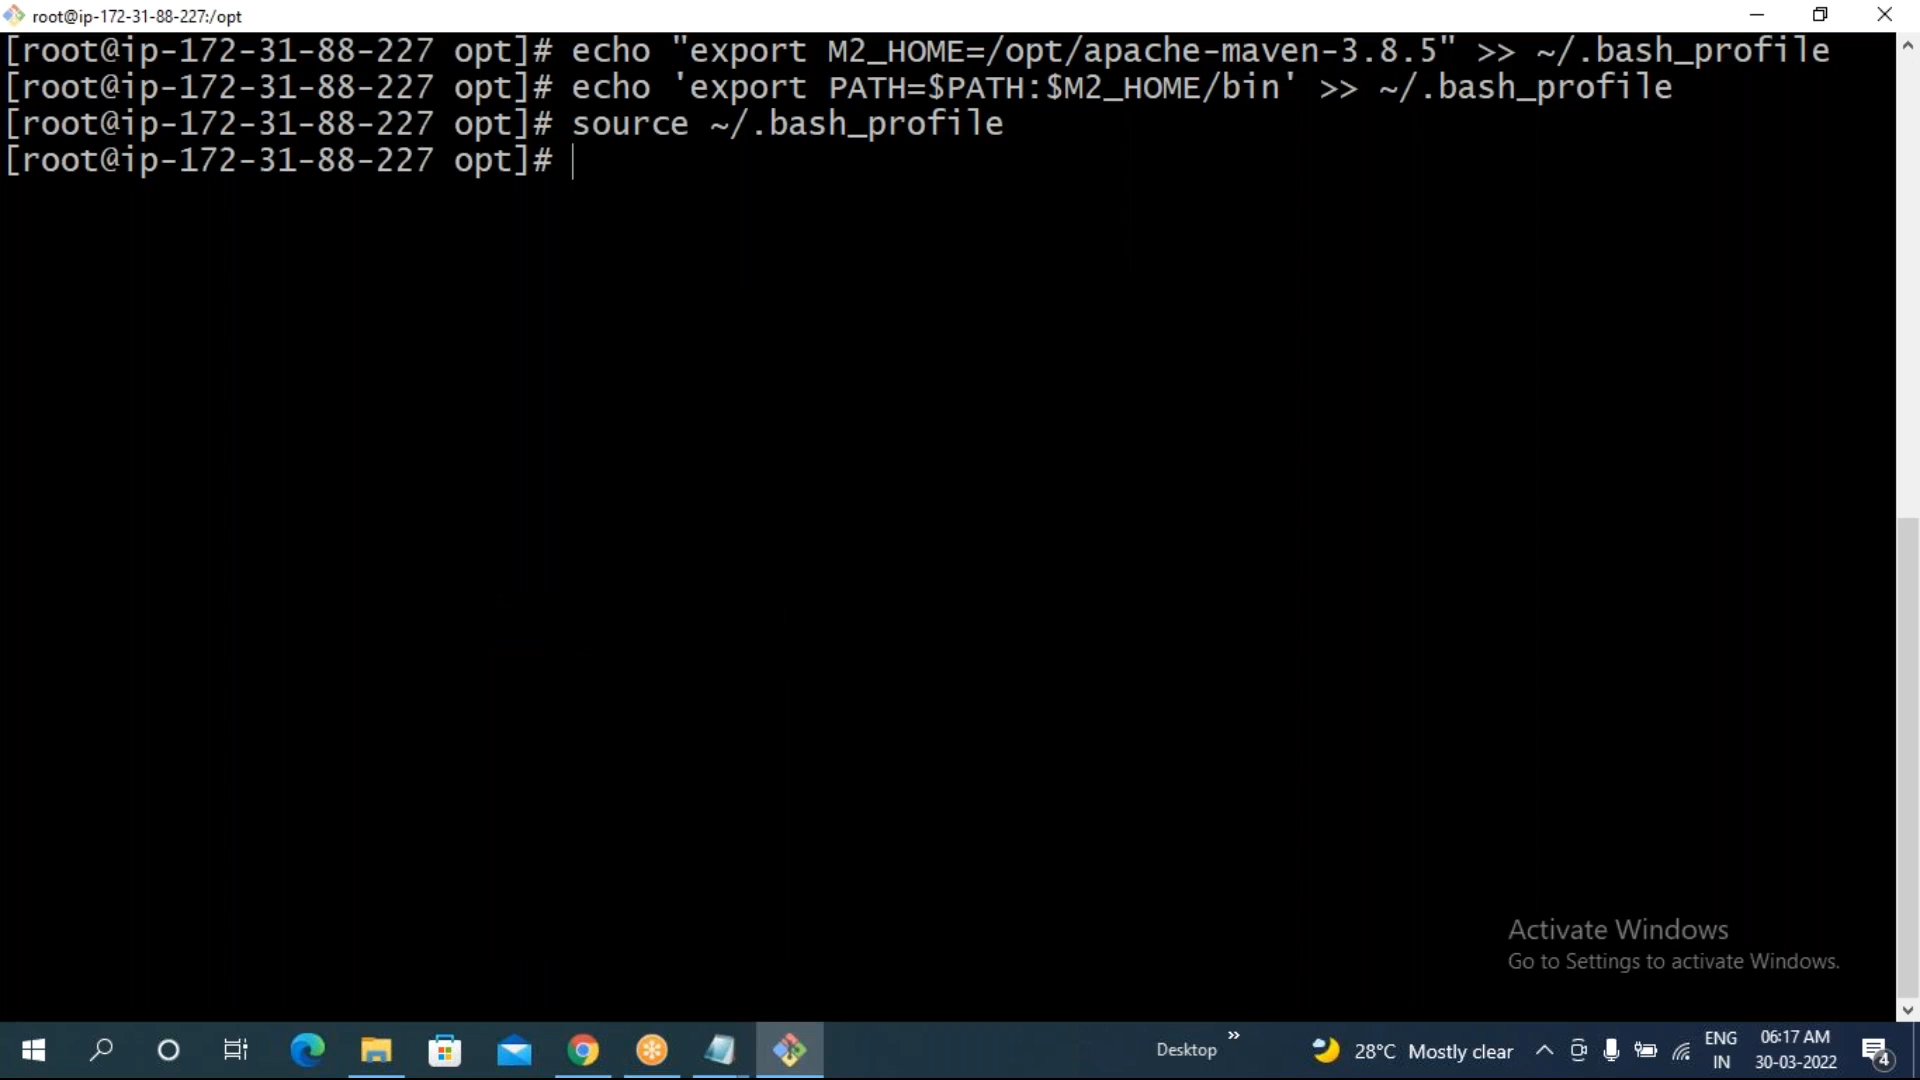 root@ip-172-31-88-227:/opt
[root@ip-172-31-88-227 opt]# echo "export M2_HOME=/opt/apache-maven-3.8.5" >> ~/.bash_profile
[root@ip-172-31-88-227 opt]# echo 'export PATH=$PATH:$M2_HOME/bin' >> ~/.bash_profile
[root@ip-172-31-88-227 opt]# source ~/.bash_profile
[root@ip-172-31-88-227 opt]#
Activate Windows
Go to Settings to activate Windows.
Desktop
28°C Mostly clear
ENG
IN
06:17 AM
30-03-2022
4